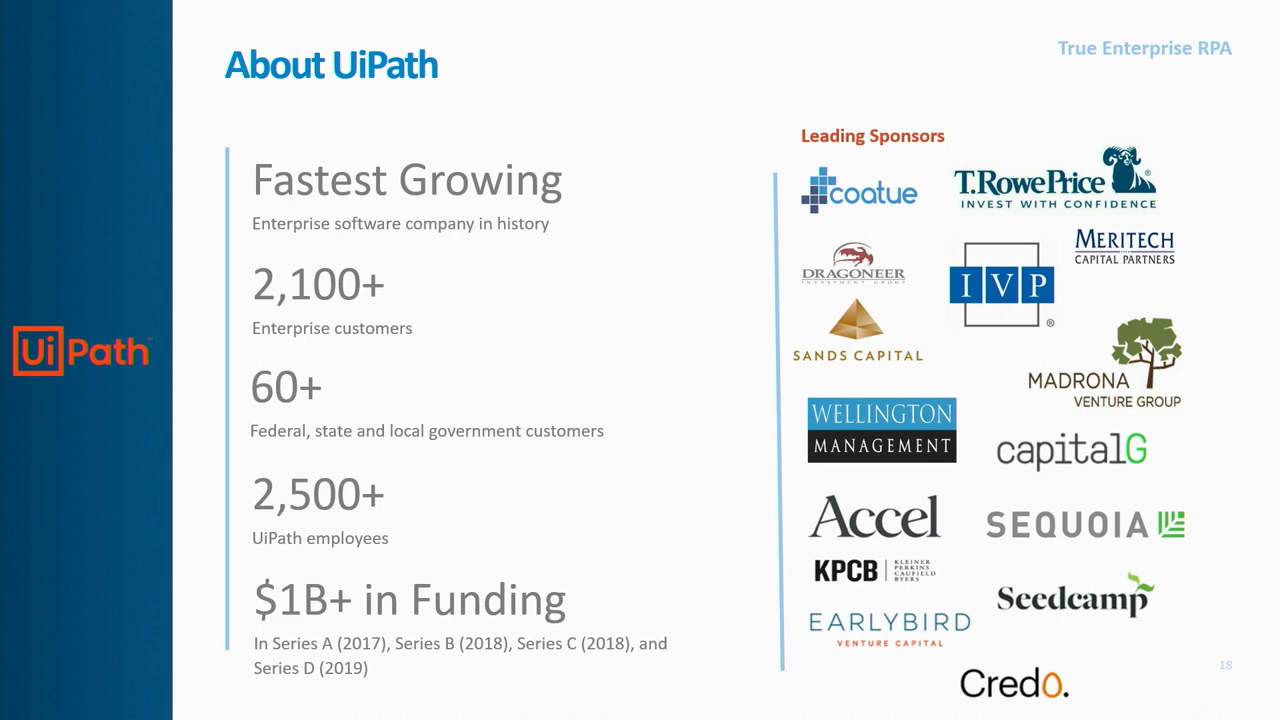 True Enterprise RPA
About UiPath
UiPath™
Fastest Growing
Enterprise software company in history
2,100+
Enterprise customers
60+
Federal, state and local government customers
2,500+
UiPath employees
$1B+ in Funding
In Series A (2017), Series B (2018), Series C (2018), and
Series D (2019)
Leading Sponsors
coatue
T.RowePrice®
INVEST WITH CONFIDENCE
DRAGONEER
INVESTMENT GROUP
IVP®
MERITECH
CAPITAL PARTNERS
SANDS CAPITAL
MADRONA
VENTURE GROUP
WELLINGTON
MANAGEMENT
capitalG
Accel
SEQUOIA
KPCB
KLEINER
PERKINS
CAUFIELD
BYERS
Seedcamp
EARLYBIRD
VENTURE CAPITAL
Credo.
18